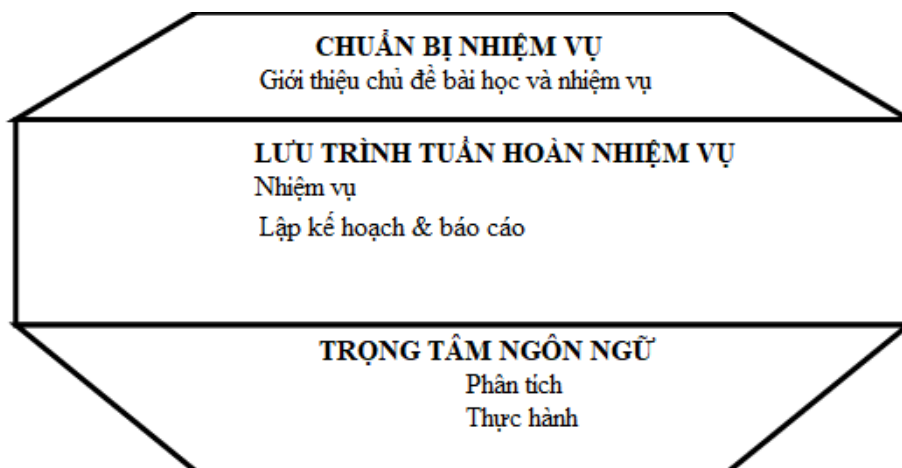 CHUẨN BỊ NHIỆM VỤ
Giới thiệu chủ đề bài học và nhiệm vụ
LƯU TRÌNH TUẦN HOÀN NHIỆM VỤ
Nhiệm vụ
Lập kế hoạch & báo cáo
TRỌNG TÂM NGÔN NGỮ
Phân tích
Thực hành